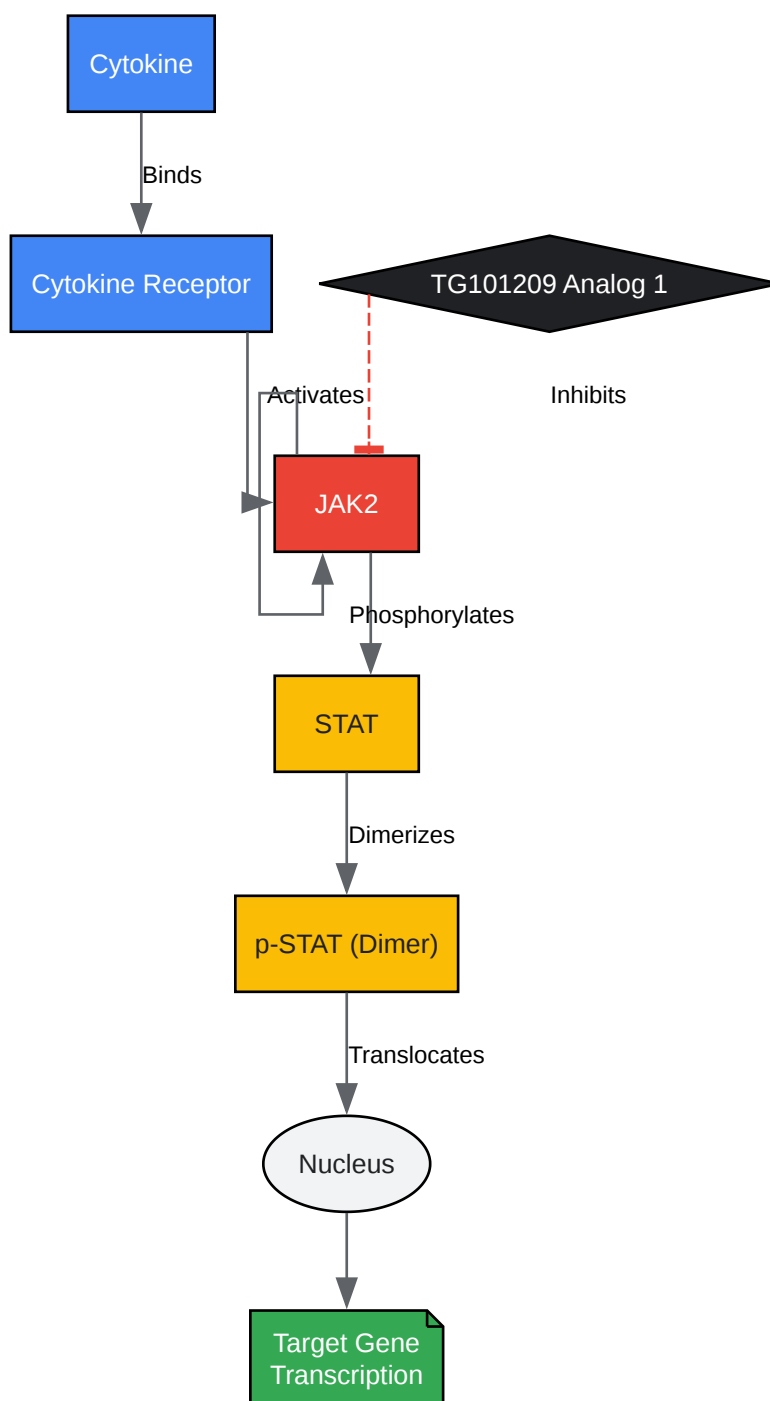 Cytokine
Binds
Cytokine Receptor
TG101209 Analog 1
Activates
Inhibits
JAK2
Phosphorylates
STAT
Dimerizes
p-STAT (Dimer)
Translocates
Nucleus
Target Gene
Transcription